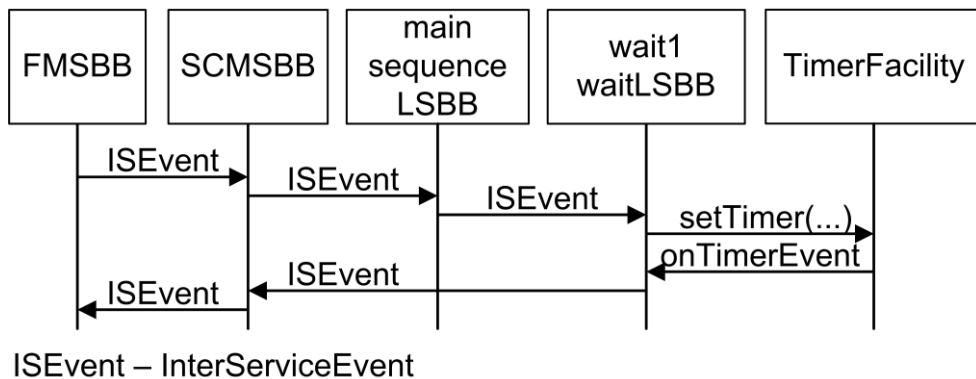 FMSBB
SCMSBB
main
sequence
LSBB
wait1
waitLSBB
TimerFacility
ISEvent
ISEvent
ISEvent
setTimer(...)
onTimerEvent
ISEvent
ISEvent
ISEvent – InterServiceEvent